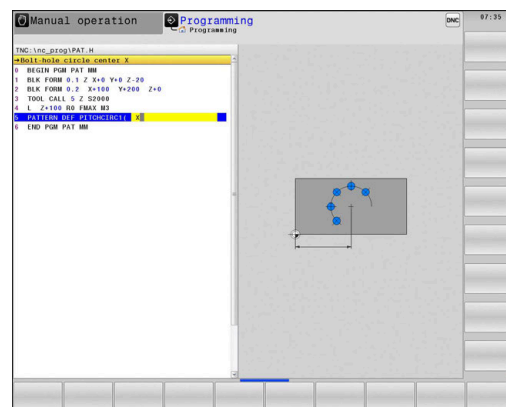 Manual operation
Programming
Programming
DNC
07:35
TNC:\nc_prog\PAT.H
→Bolt-hole circle center X
0 BEGIN PGM PAT MM
1 BLK FORM 0.1 Z X+0 Y+0 Z-20
2 BLK FORM 0.2 X+100 Y+200 Z+0
3 TOOL CALL 5 Z S2000
4 L Z+100 R0 FMAX M3
5 PATTERN DEF PITCHCIRC1( X
6 END PGM PAT MM